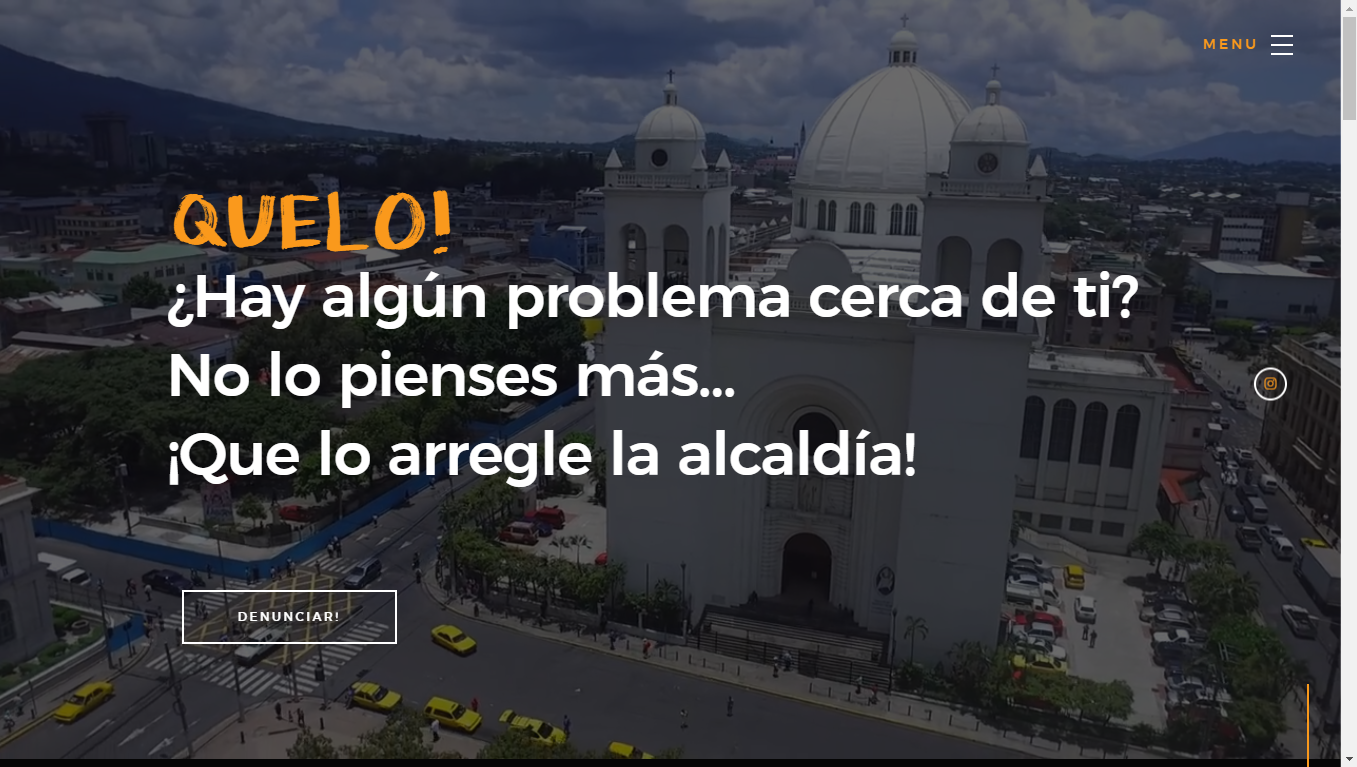 MENU
QUELO!
¿Hay algún problema cerca de ti?
No lo pienses más...
¡Que lo arregle la alcaldía!
DENUNCIAR!